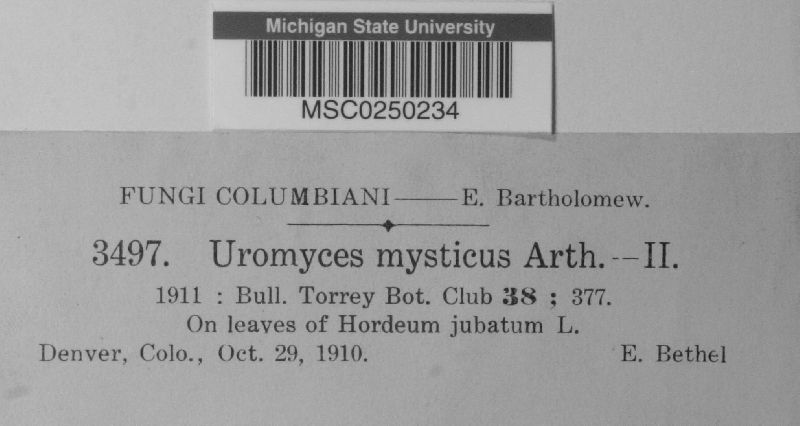 Michigan State University
MSC0250234
FUNGI COLUMBIANI——E. Bartholomew.
3497. Uromyces mysticus Arth.—II.
1911 : Bull. Torrey Bot. Club 38 ; 377.
On leaves of Hordeum jubatum L.
Denver, Colo., Oct. 29, 1910. E. Bethel